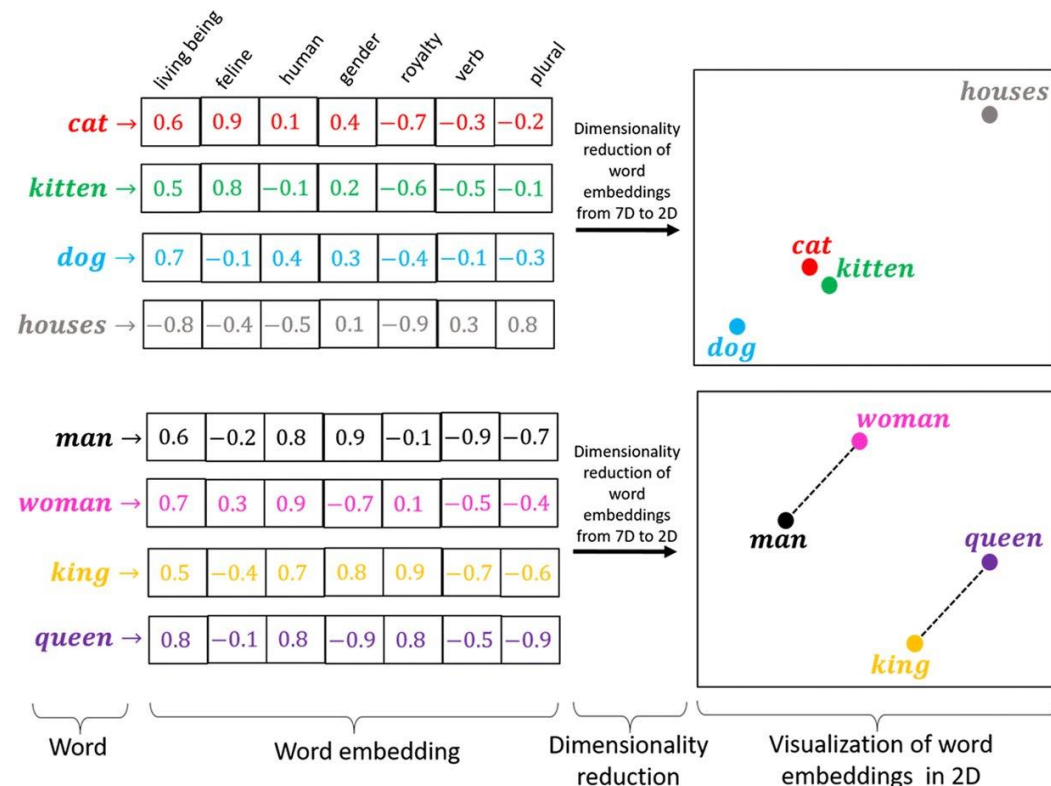 living being feline human gender royalty verb plural
cat → 0.6 0.9 0.1 0.4 −0.7 −0.3 −0.2
kitten → 0.5 0.8 −0.1 0.2 −0.6 −0.5 −0.1
dog → 0.7 −0.1 0.4 0.3 −0.4 −0.1 −0.3
houses → −0.8 −0.4 −0.5 0.1 −0.9 0.3 0.8
Dimensionality
reduction of
word
embeddings
from 7D to 2D
houses
cat
kitten
dog
man → 0.6 −0.2 0.8 0.9 −0.1 −0.9 −0.7
woman → 0.7 0.3 0.9 −0.7 0.1 −0.5 −0.4
king → 0.5 −0.4 0.7 0.8 0.9 −0.7 −0.6
queen → 0.8 −0.1 0.8 −0.9 0.8 −0.5 −0.9
Dimensionality
reduction of
word
embeddings
from 7D to 2D
woman
man
queen
king
Word
Word embedding
Dimensionality
reduction
Visualization of word
embeddings in 2D